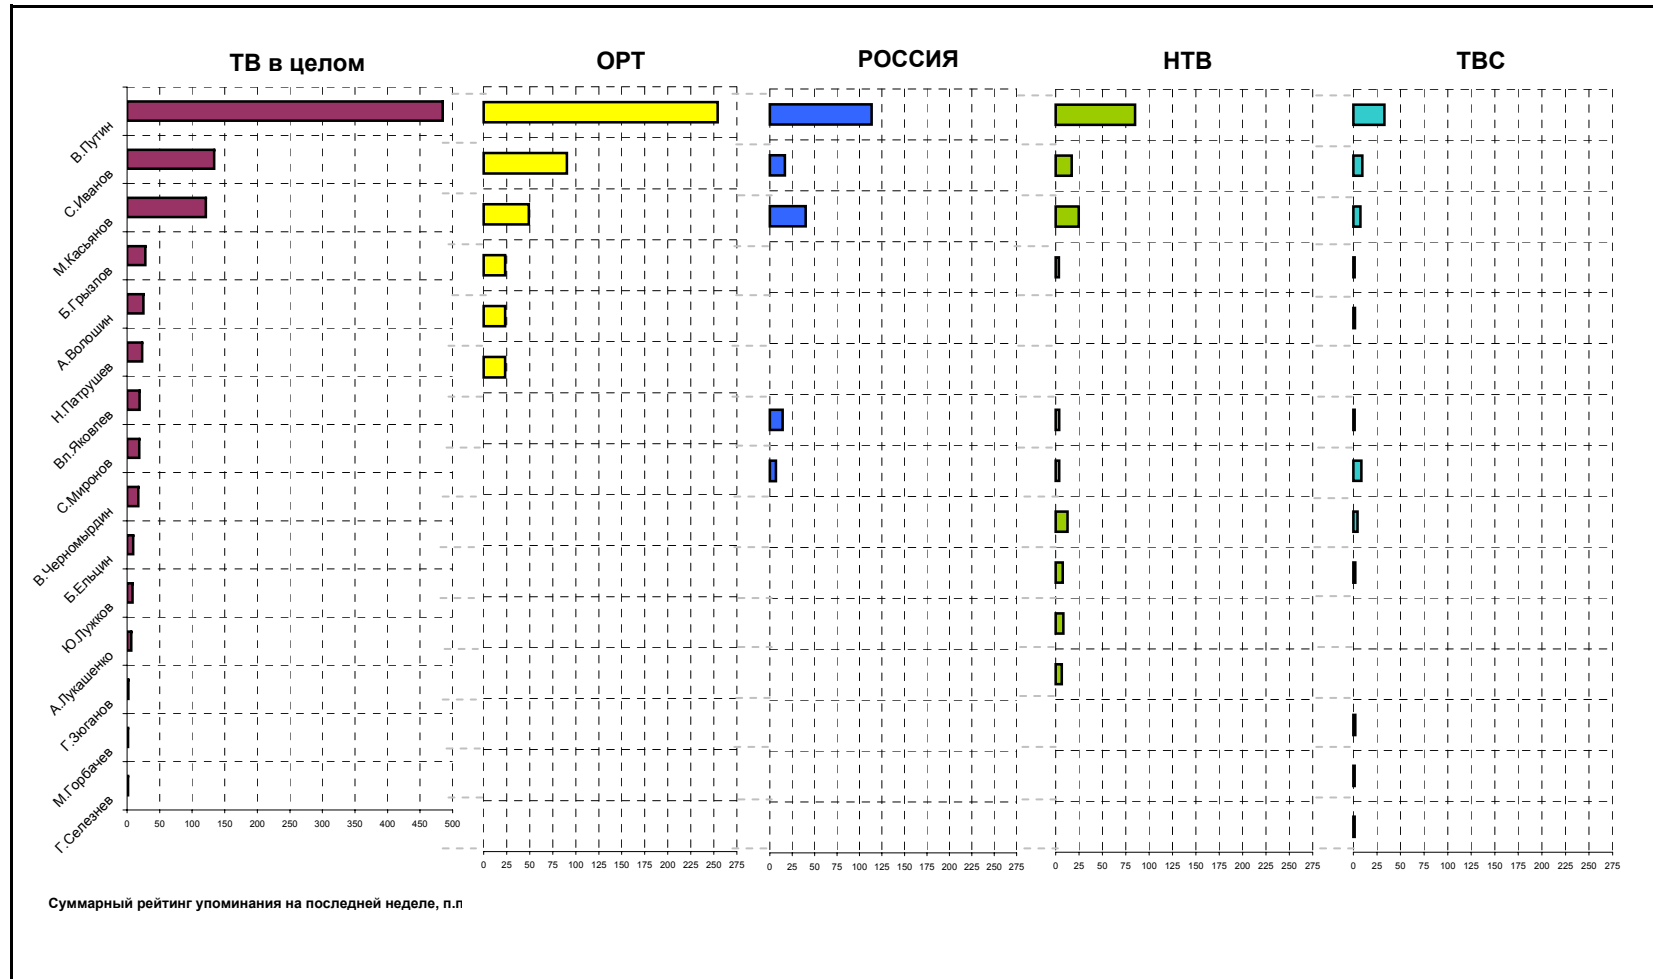 ТВ в целом
ОРТ
РОССИЯ
НТВ
ТВС
В.Путин
С.Иванов
М.Касьянов
Б.Грызлов
А.Волошин
Н.Патрушев
Вл.Яковлев
С.Миронов
В.Черномырдин
Б.Ельцин
Ю.Лужков
А.Лукашенко
Г.Зюганов
М.Горбачев
Г.Селезнев
0 50 100 150 200 250 300 350 400 450 500
0 25 50 75 100 125 150 175 200 225 250 275
0 25 50 75 100 125 150 175 200 225 250 275
0 25 50 75 100 125 150 175 200 225 250 275
0 25 50 75 100 125 150 175 200 225 250 275
Суммарный рейтинг упоминания на последней неделе, п.п